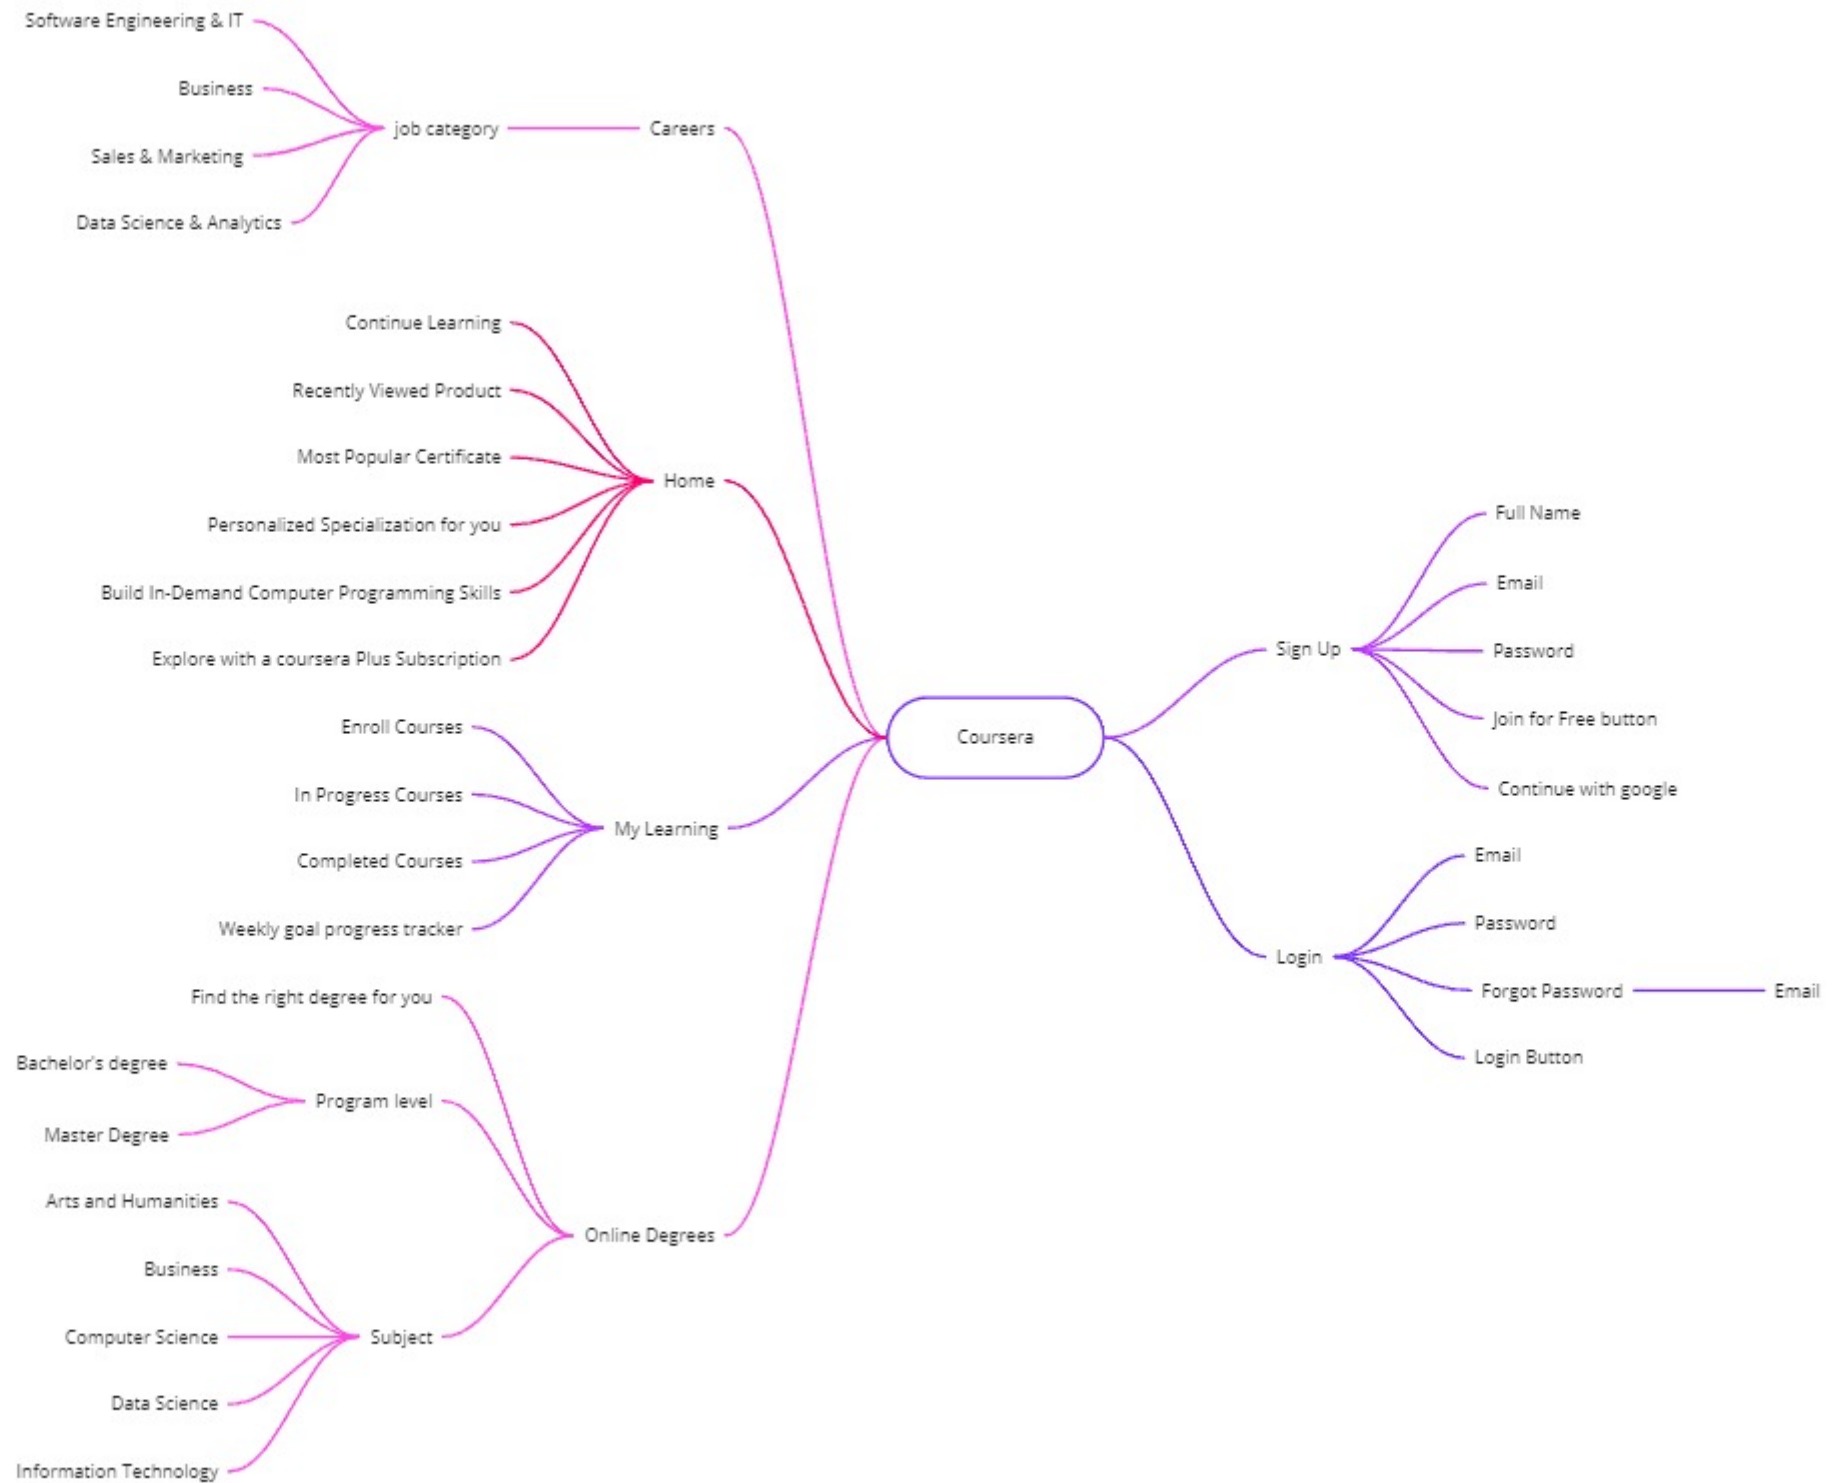 Software Engineering & IT
Business
Sales & Marketing
Data Science & Analytics
job category
Careers
Continue Learning
Recently Viewed Product
Most Popular Certificate
Personalized Specialization for you
Build In-Demand Computer Programming Skills
Explore with a coursera Plus Subscription
Home
Enroll Courses
In Progress Courses
Completed Courses
Weekly goal progress tracker
My Learning
Find the right degree for you
Bachelor's degree
Master Degree
Program level
Arts and Humanities
Business
Computer Science
Data Science
Information Technology
Subject
Online Degrees
Coursera
Sign Up
Full Name
Email
Password
Join for Free button
Continue with google
Login
Email
Password
Forgot Password
Email
Login Button